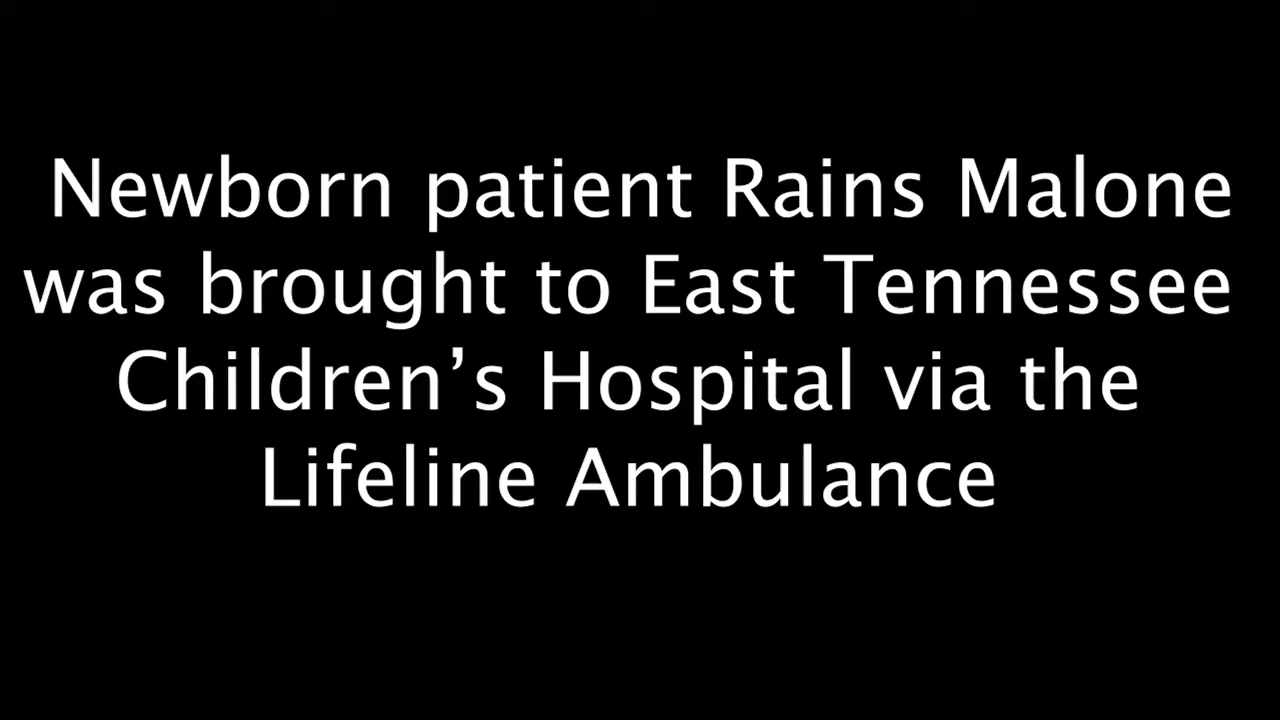 Newborn patient Rains Malone
was brought to East Tennessee
Children’s Hospital via the
Lifeline Ambulance